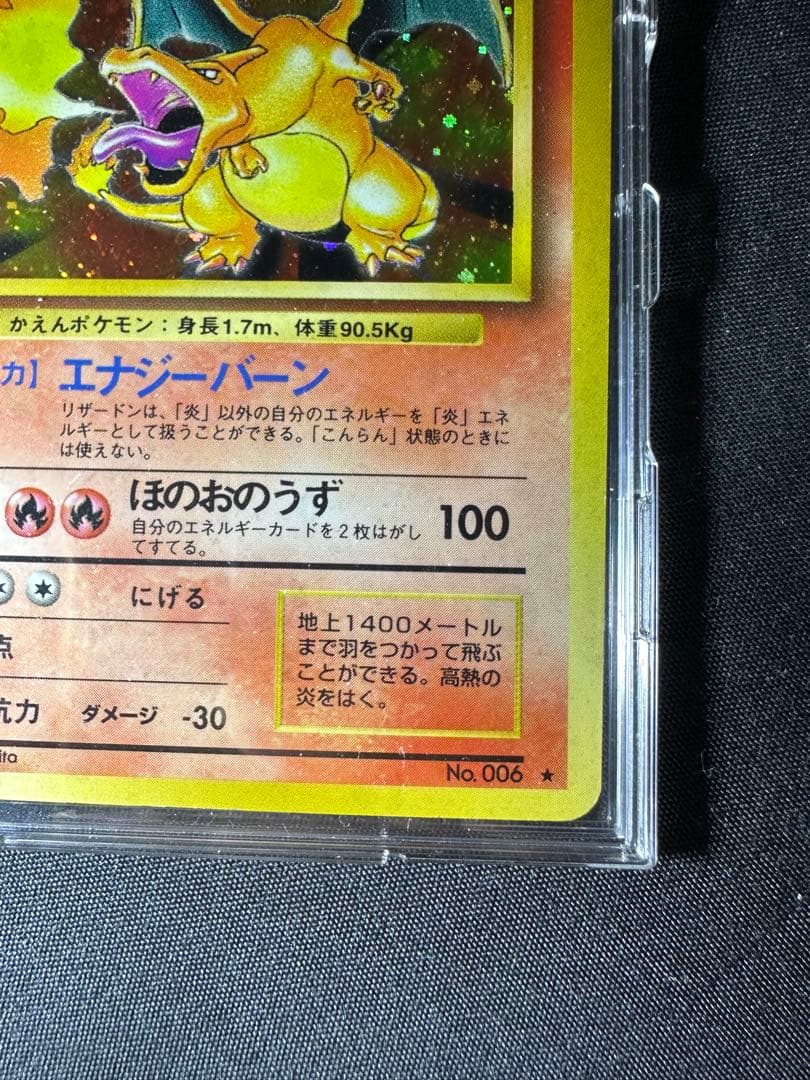 かえんポケモン：身長1.7m、体重90.5Kg
力］エナジーバーン
リザードンは、「炎」以外の自分のエネルギーを「炎」エネ
ルギーとして扱うことができる。「こんらん」状態のときに
は使えない。
ほのおのうず 100
自分のエネルギーカードを2枚はがし
てすてる。
にげる
地上1400メートル
まで羽をつかって飛ぶ
ことができる。高熱の
炎をはく。
点
抗力 ダメージ -30
ita
No. 006 ★